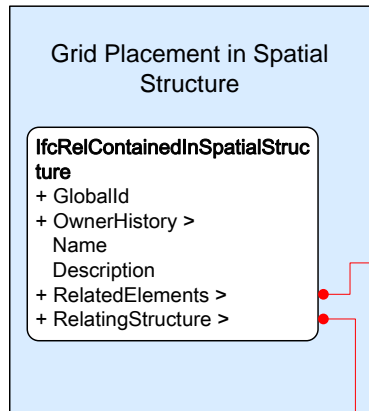 Grid Placement in Spatial
Structure
IfcRelContainedInSpatialStruc
ture
+ GlobalId
+ OwnerHistory >
Name
Description
+ RelatedElements >
+ RelatingStructure >